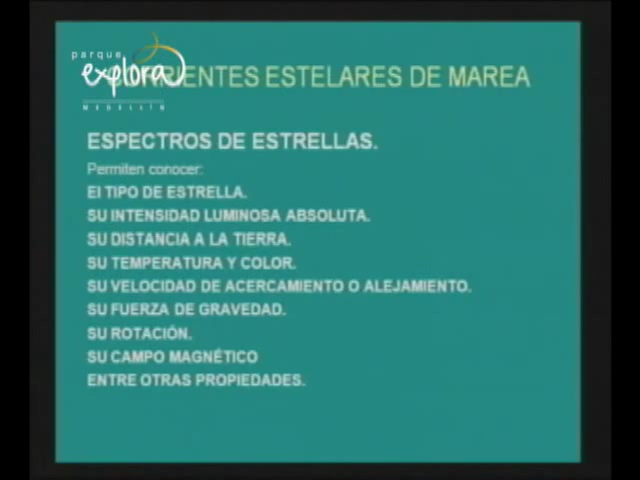 parque
explora
MEDELLÍN
CORRIENTES ESTELARES DE MAREA
ESPECTROS DE ESTRELLAS.
Permiten conocer:
El TIPO DE ESTRELLA.
SU INTENSIDAD LUMINOSA ABSOLUTA.
SU DISTANCIA A LA TIERRA.
SU TEMPERATURA Y COLOR.
SU VELOCIDAD DE ACERCAMIENTO O ALEJAMIENTO.
SU FUERZA DE GRAVEDAD.
SU ROTACIÓN.
SU CAMPO MAGNÉTICO
ENTRE OTRAS PROPIEDADES.